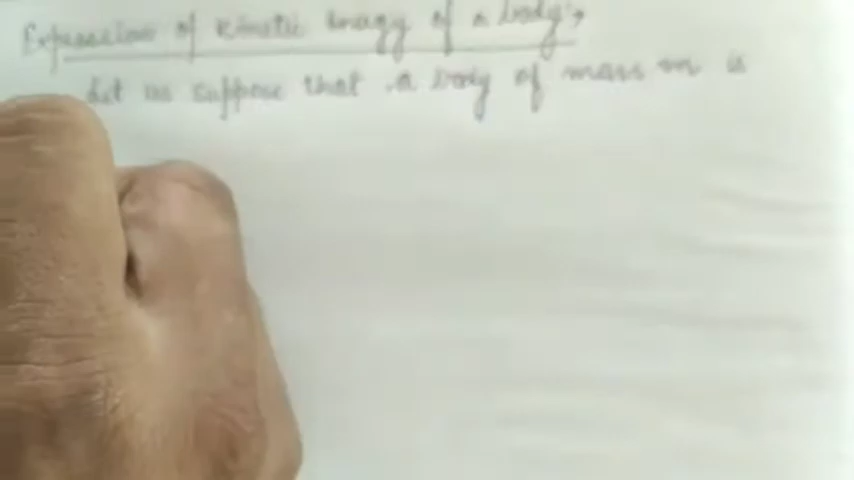 Expression of kinetic energy of a body:→
Let us suppose that a body of mass m is